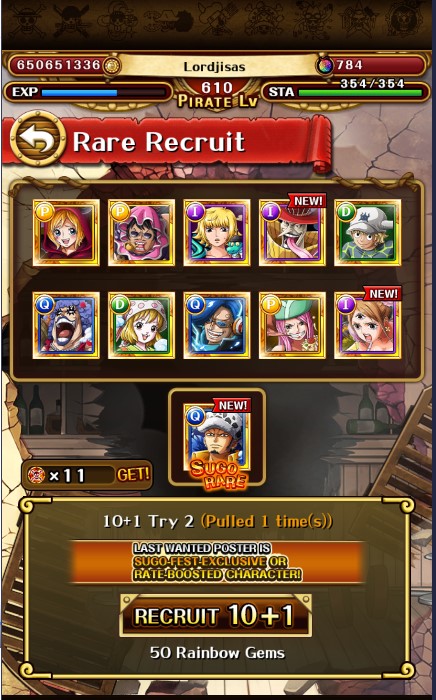 650651336
Lordjisas
784
EXP
610
PIRATE LV
STA
354/354
Rare Recruit
P
P
I
I
NEW!
D
Q
D
Q
P
I
NEW!
Q
NEW!
SUGO
RARE
×11 GET!
10+1 Try 2 (Pulled 1 time(s))
LAST WANTED POSTER IS
SUGO-FEST-EXCLUSIVE OR
RATE-BOOSTED CHARACTER!
RECRUIT 10+1
50 Rainbow Gems